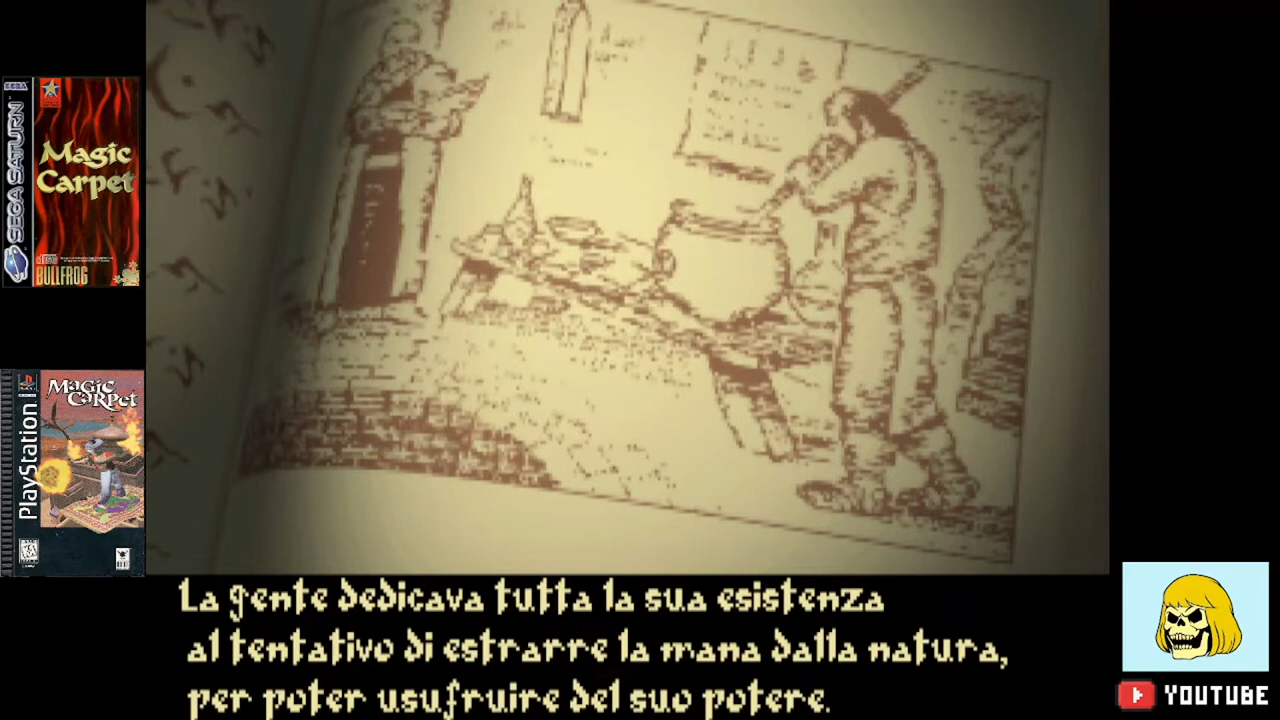 SEGA
SEGA SATURN
Magic
Carpet
BULLFROG
PlayStation
Magic
Carpet
La gente dedicava tutta la sua esistenza
al tentativo di estrarre la mana dalla natura,
per poter usufruire del suo potere.
YOUTUBE